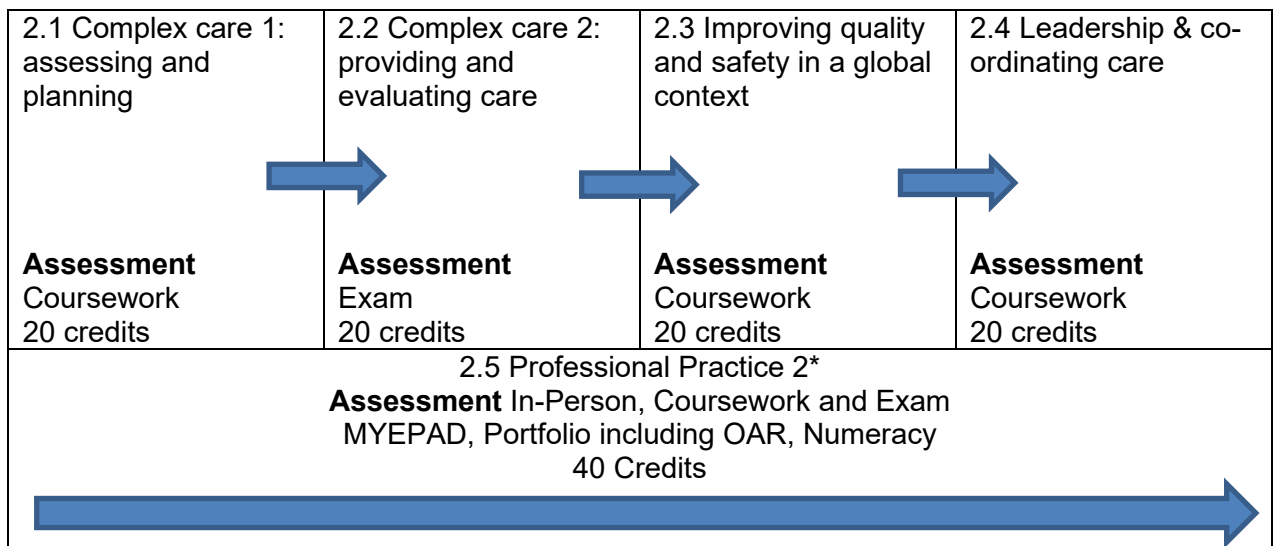 2.1 Complex care 1:
assessing and
planning
Assessment
Coursework
20 credits
2.2 Complex care 2:
providing and
evaluating care
Assessment
Exam
20 credits
2.3 Improving quality
and safety in a global
context
Assessment
Coursework
20 credits
2.4 Leadership & co-
ordinating care
Assessment
Coursework
20 credits
2.5 Professional Practice 2*
Assessment In-Person, Coursework and Exam
MYEPAD, Portfolio including OAR, Numeracy
40 Credits